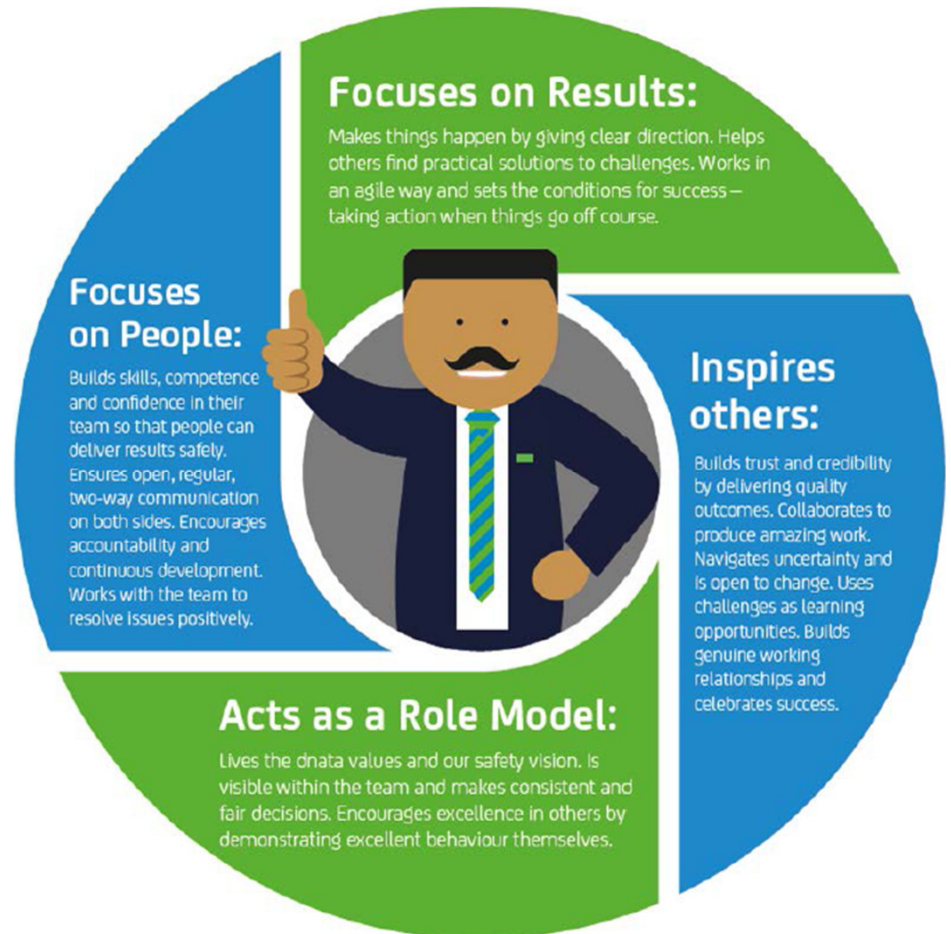 Focuses on Results:
Makes things happen by giving clear direction. Helps
others find practical solutions to challenges. Works in
an agile way and sets the conditions for success –
taking action when things go off course.
Inspires
others:
Builds trust and credibility
by delivering quality
outcomes. Collaborates to
produce amazing work.
Navigates uncertainty and
is open to change. Uses
challenges as learning
opportunities. Builds
genuine working
relationships and
celebrates success.
Acts as a Role Model:
Lives the dnata values and our safety vision. Is
visible within the team and makes consistent and
fair decisions. Encourages excellence in others by
demonstrating excellent behaviour themselves.
Focuses
on People:
Builds skills, competence
and confidence in their
team so that people can
deliver results safely.
Ensures open, regular,
two-way communication
on both sides. Encourages
accountability and
continuous development.
Works with the team to
resolve issues positively.